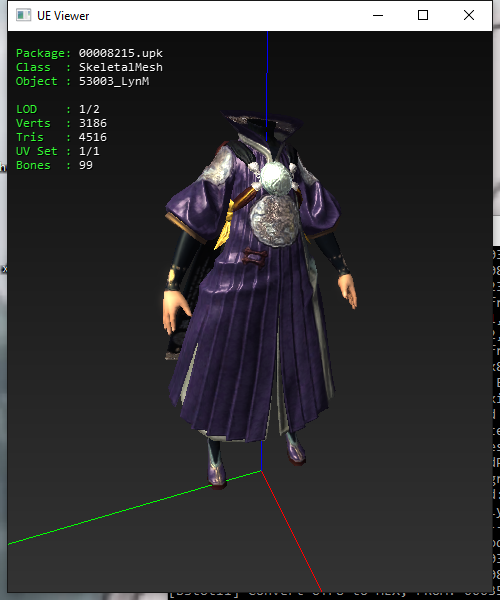 UE Viewer
Package: 00008215.upk
Class : SkeletalMesh
Object : 53003_LynM
LOD : 1/2
Verts : 3186
Tris : 4516
UV Set : 1/1
Bones : 99